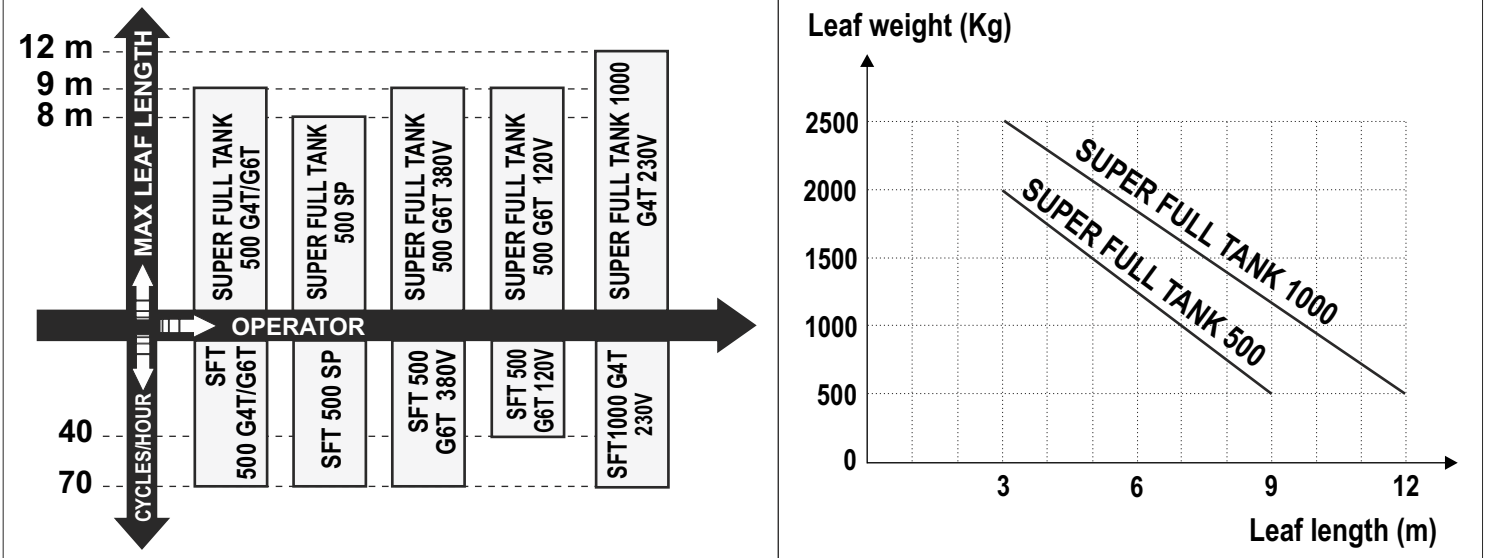 12 m
9 m
8 m
MAX LEAF LENGTH
SUPER FULL TANK
500 G4T/G6T
SUPER FULL TANK
500 SP
SUPER FULL TANK
500 G6T 380V
SUPER FULL TANK
500 G6T 120V
SUPER FULL TANK 1000
G4T 230V
OPERATOR
CYCLES/HOUR
40
70
SFT
500 G4T/G6T
SFT 500 SP
SFT 500
G6T 380V
SFT 500
G6T 120V
SFT1000 G4T
230V
Leaf weight (Kg)
2500
2000
1500
1000
500
0
SUPER FULL TANK 1000
SUPER FULL TANK 500
3
6
9
12
Leaf length (m)